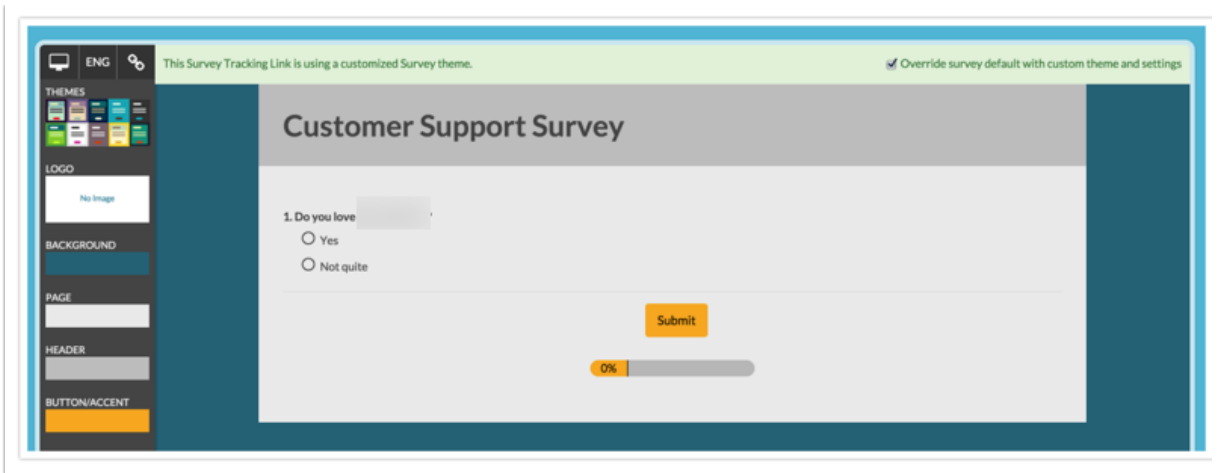 ENG
This Survey Tracking Link is using a customized Survey theme.
Override survey default with custom theme and settings
THEMES
LOGO
No Image
BACKGROUND
PAGE
HEADER
BUTTON/ACCENT
Customer Support Survey
1. Do you love
Yes
Not quite
Submit
0%